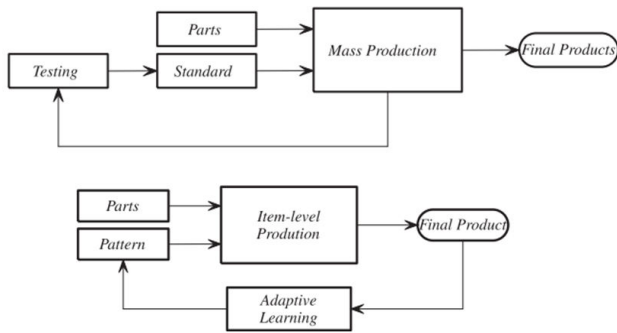 Parts
Mass Production
Final Products
Testing
Standard
Parts
Item-level
Prodution
Final Product
Pattern
Adaptive
Learning